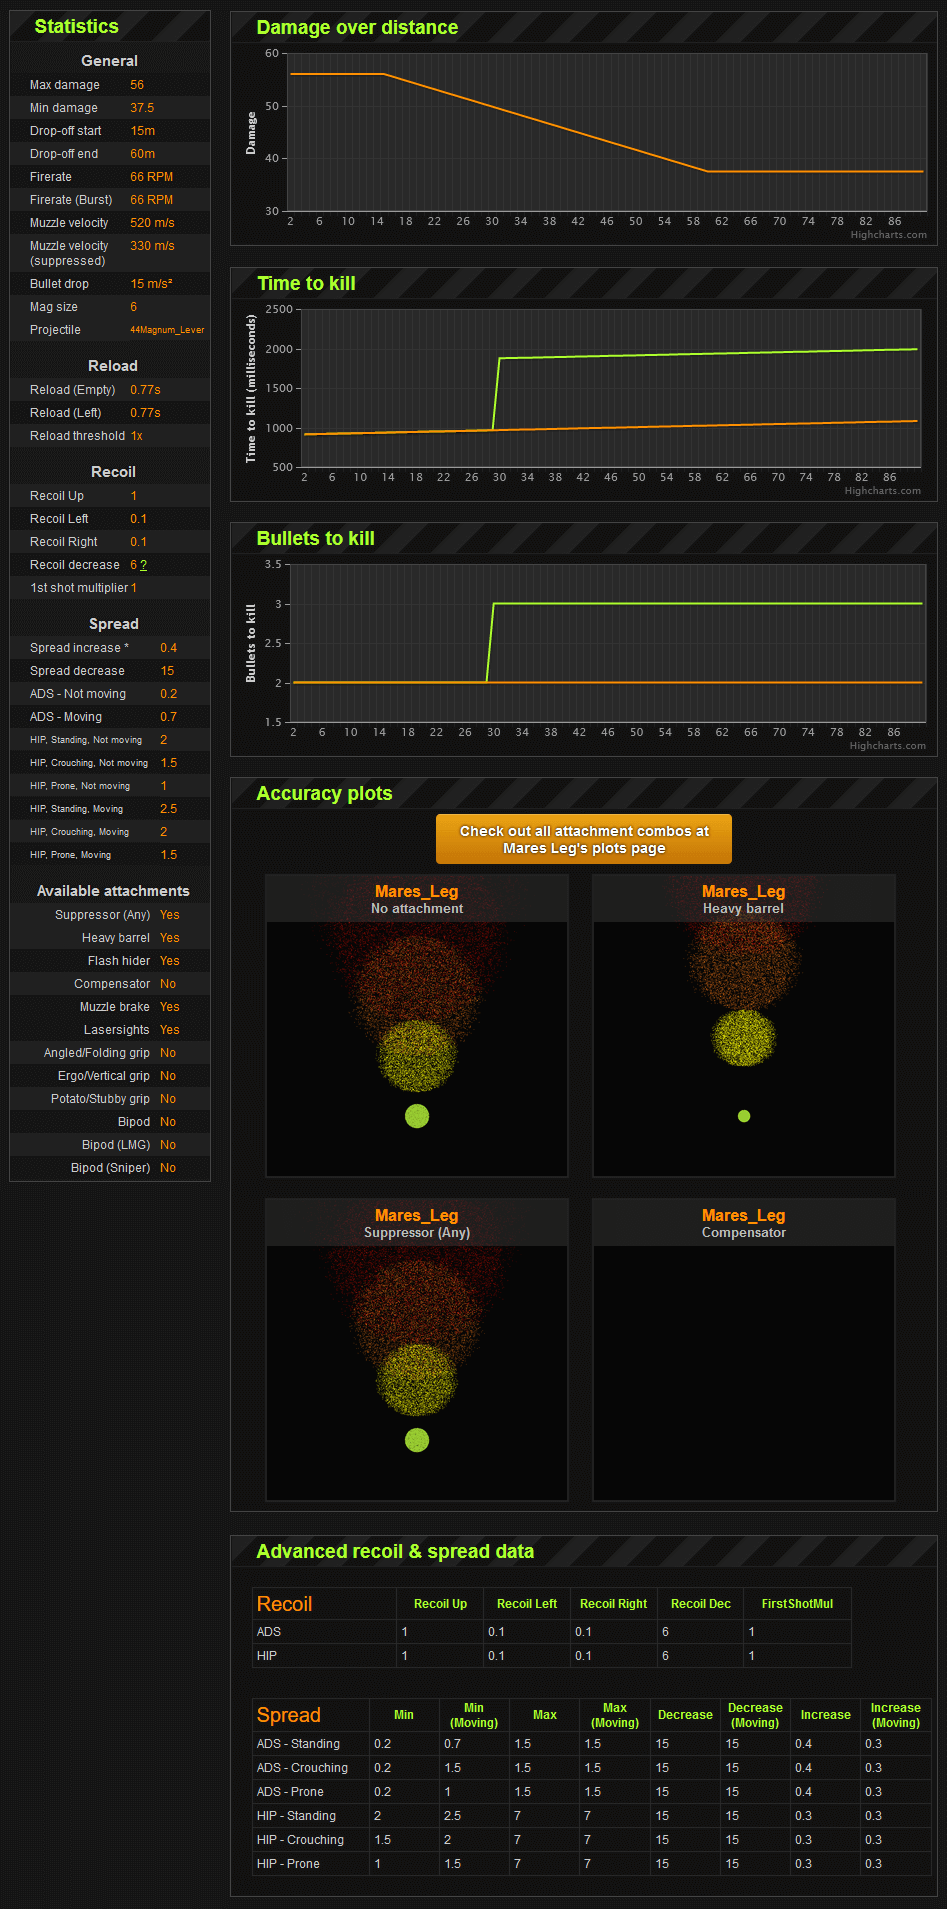 Statistics
General
Max damage 56
Min damage 37.5
Drop-off start 15m
Drop-off end 60m
Firerate 66 RPM
Firerate (Burst) 66 RPM
Muzzle velocity 520 m/s
Muzzle velocity 330 m/s
(suppressed)
Bullet drop 15 m/s²
Mag size 6
Projectile 44Magnum_Lever
Reload
Reload (Empty) 0.77s
Reload (Left) 0.77s
Reload threshold 1x
Recoil
Recoil Up 1
Recoil Left 0.1
Recoil Right 0.1
Recoil decrease 6 ?
1st shot multiplier 1
Spread
Spread increase * 0.4
Spread decrease 15
ADS - Not moving 0.2
ADS - Moving 0.7
HIP, Standing, Not moving 2
HIP, Crouching, Not moving 1.5
HIP, Prone, Not moving 1
HIP, Standing, Moving 2.5
HIP, Crouching, Moving 2
HIP, Prone, Moving 1.5
Available attachments
Suppressor (Any) Yes
Heavy barrel Yes
Flash hider Yes
Compensator No
Muzzle brake Yes
Lasersights Yes
Angled/Folding grip No
Ergo/Vertical grip No
Potato/Stubby grip No
Bipod No
Bipod (LMG) No
Bipod (Sniper) No
Damage over distance
Damage
60
50
40
30
2 6 10 14 18 22 26 30 34 38 42 46 50 54 58 62 66 70 74 78 82 86
Highcharts.com
Time to kill
Time to kill (milliseconds)
2500
2000
1500
1000
500
2 6 10 14 18 22 26 30 34 38 42 46 50 54 58 62 66 70 74 78 82 86
Highcharts.com
Bullets to kill
Bullets to kill
3.5
3
2.5
2
1.5
2 6 10 14 18 22 26 30 34 38 42 46 50 54 58 62 66 70 74 78 82 86
Highcharts.com
Accuracy plots
Check out all attachment combos at
Mares Leg's plots page
Mares_Leg
No attachment
Mares_Leg
Heavy barrel
Mares_Leg
Suppressor (Any)
Mares_Leg
Compensator
Advanced recoil & spread data
Recoil Recoil Up Recoil Left Recoil Right Recoil Dec FirstShotMul
ADS 1 0.1 0.1 6 1
HIP 1 0.1 0.1 6 1
Spread Min Min (Moving) Max Max (Moving) Decrease Decrease (Moving) Increase Increase (Moving)
ADS - Standing 0.2 0.7 1.5 1.5 15 15 0.4 0.3
ADS - Crouching 0.2 1.5 1.5 1.5 15 15 0.4 0.3
ADS - Prone 0.2 1 1.5 1.5 15 15 0.4 0.3
HIP - Standing 2 2.5 7 7 15 15 0.3 0.3
HIP - Crouching 1.5 2 7 7 15 15 0.3 0.3
HIP - Prone 1 1.5 7 7 15 15 0.3 0.3